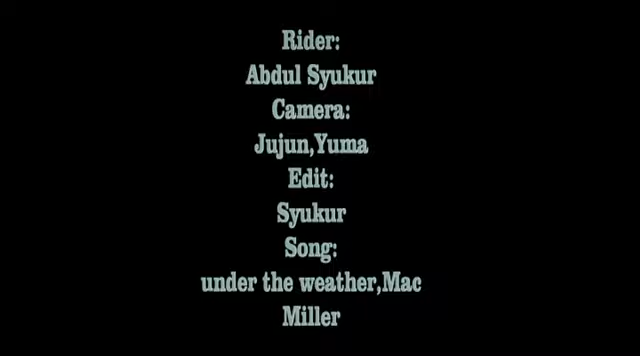 Rider:
Abdul Syukur
Camera:
Jujun,Yuma
Edit:
Syukur
Song:
under the weather,Mac
Miller